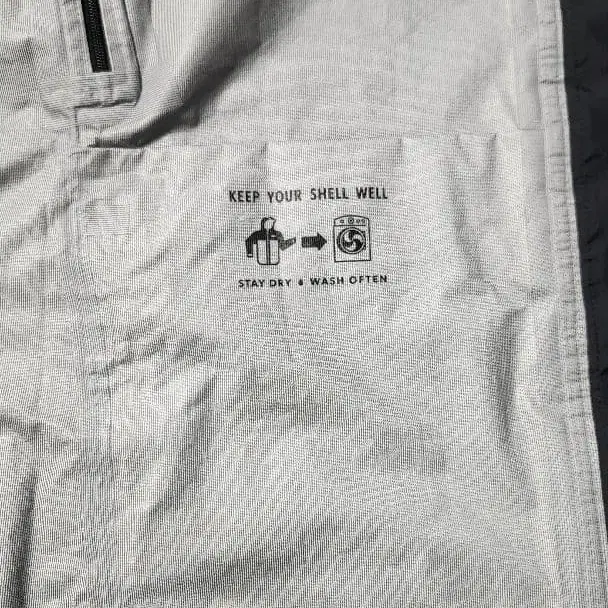 KEEP YOUR SHELL WELL
STAY DRY & WASH OFTEN